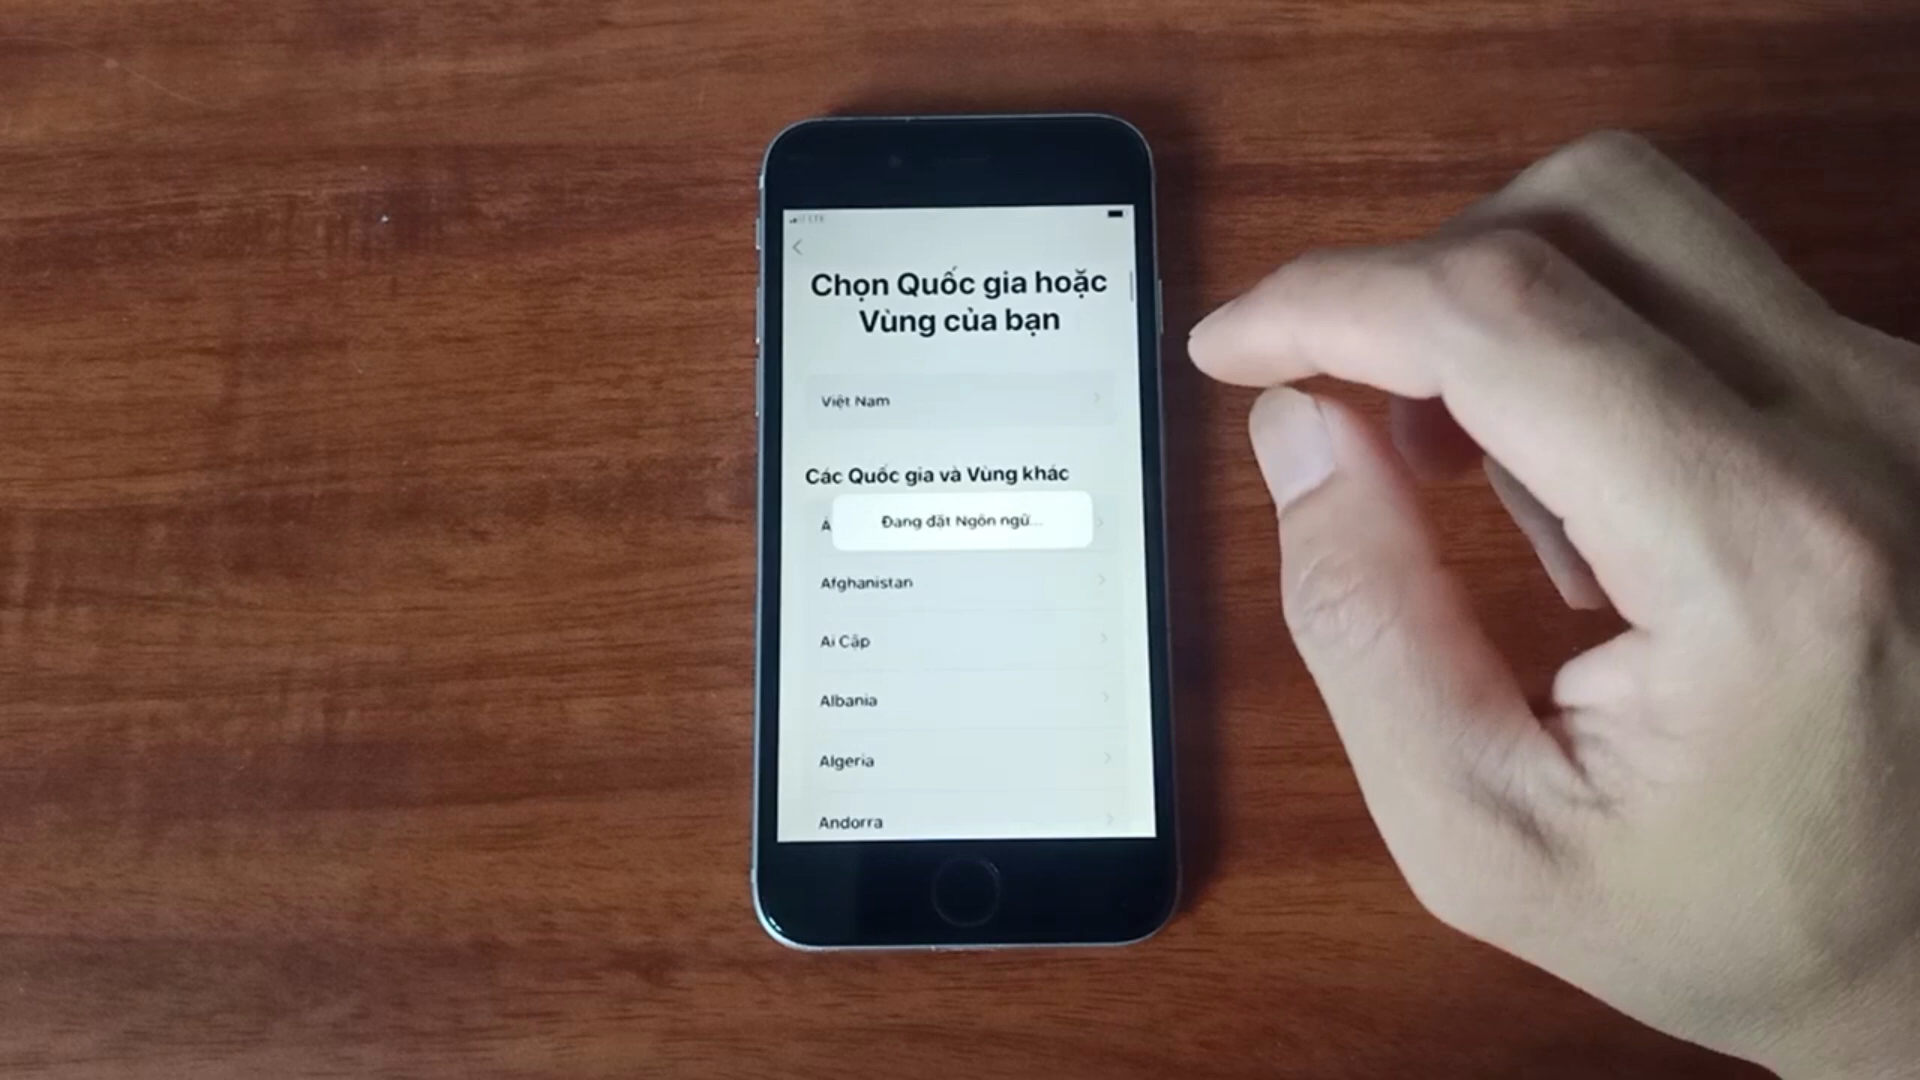 LTE
Chọn Quốc gia hoặc
Vùng của bạn
Việt Nam
Các Quốc gia và Vùng khác
Đang đặt Ngôn ngữ...
Afghanistan
Ai Cập
Albania
Algeria
Andorra